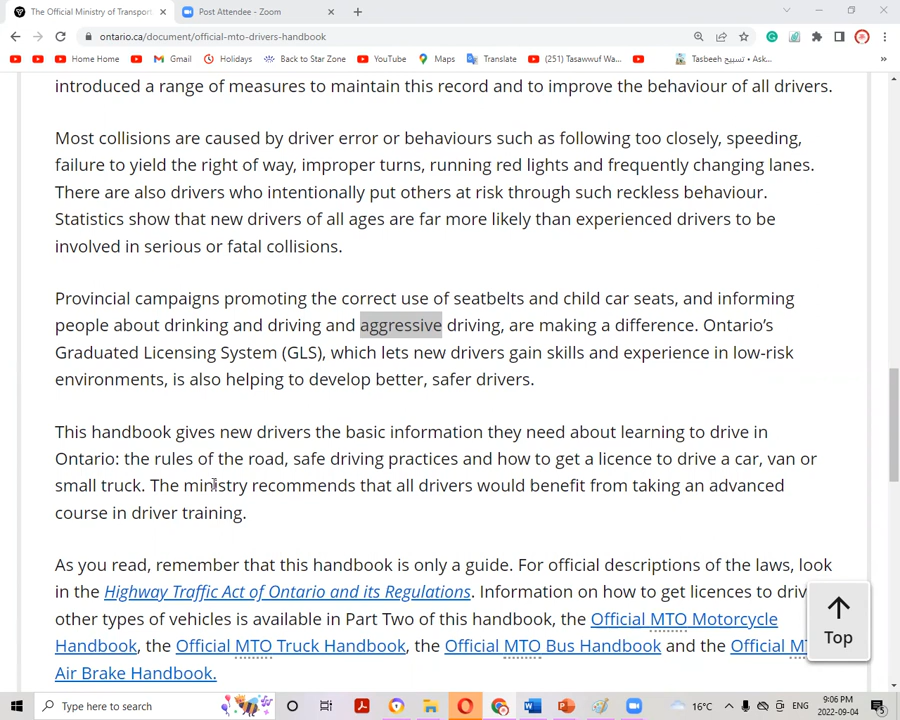 The Official Ministry of Transport
Post Attendee - Zoom
ontario.ca/document/official-mto-drivers-handbook
Home Home
Gmail
Holidays
Back to Star Zone
YouTube
Maps
Translate
(251) Tasawwuf Wa...
Tasbeeh تسبيح • Ask...
introduced a range of measures to maintain this record and to improve the behaviour of all drivers.
Most collisions are caused by driver error or behaviours such as following too closely, speeding,
failure to yield the right of way, improper turns, running red lights and frequently changing lanes.
There are also drivers who intentionally put others at risk through such reckless behaviour.
Statistics show that new drivers of all ages are far more likely than experienced drivers to be
involved in serious or fatal collisions.
Provincial campaigns promoting the correct use of seatbelts and child car seats, and informing
people about drinking and driving and aggressive driving, are making a difference. Ontario's
Graduated Licensing System (GLS), which lets new drivers gain skills and experience in low-risk
environments, is also helping to develop better, safer drivers.
This handbook gives new drivers the basic information they need about learning to drive in
Ontario: the rules of the road, safe driving practices and how to get a licence to drive a car, van or
small truck. The ministry recommends that all drivers would benefit from taking an advanced
course in driver training.
As you read, remember that this handbook is only a guide. For official descriptions of the laws, look
in the Highway Traffic Act of Ontario and its Regulations. Information on how to get licences to driv
other types of vehicles is available in Part Two of this handbook, the Official MTO Motorcycle
Handbook, the Official MTO Truck Handbook, the Official MTO Bus Handbook and the Official MT
Air Brake Handbook.
Top
Type here to search
16°C
ENG
9:06 PM
2022-09-04
5